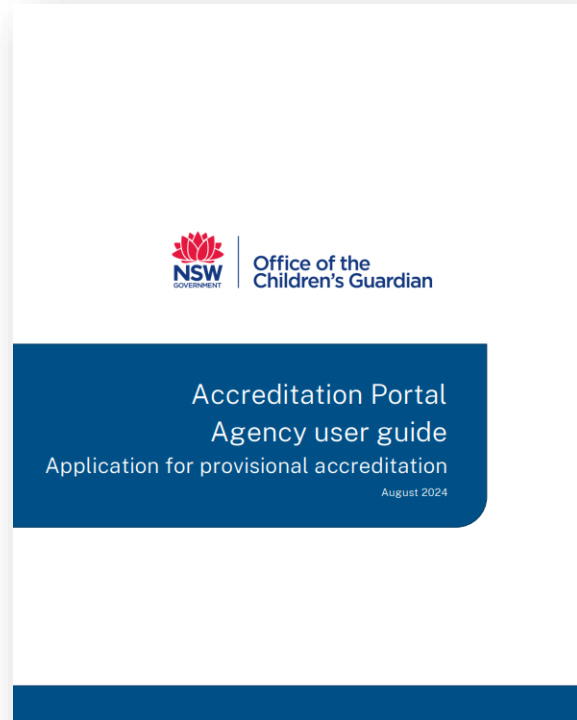 NSW
GOVERNMENT
Office of the
Children's Guardian
Accreditation Portal
Agency user guide
Application for provisional accreditation
August 2024